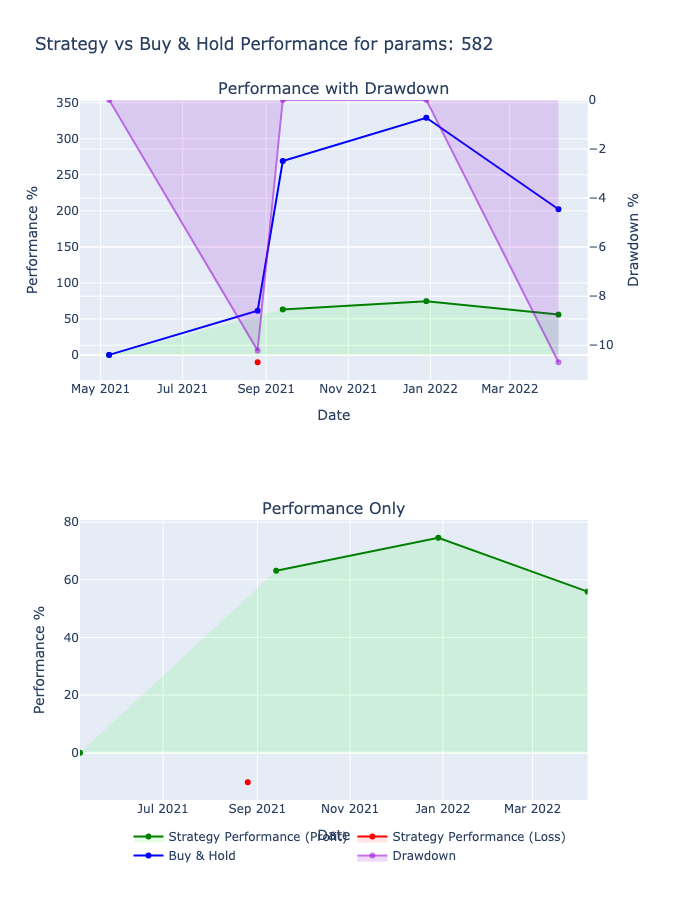 Strategy vs Buy & Hold Performance for params: 582
Performance with Drawdown
350
300
250
200
150
100
50
0
Performance %
0
−2
−4
−6
−8
−10
Drawdown %
May 2021 Jul 2021 Sep 2021 Nov 2021 Jan 2022 Mar 2022
Date
Performance Only
80
60
40
20
0
Performance %
Jul 2021 Sep 2021 Nov 2021 Jan 2022 Mar 2022
Date
Strategy Performance (Profit) Strategy Performance (Loss)
Buy & Hold Drawdown